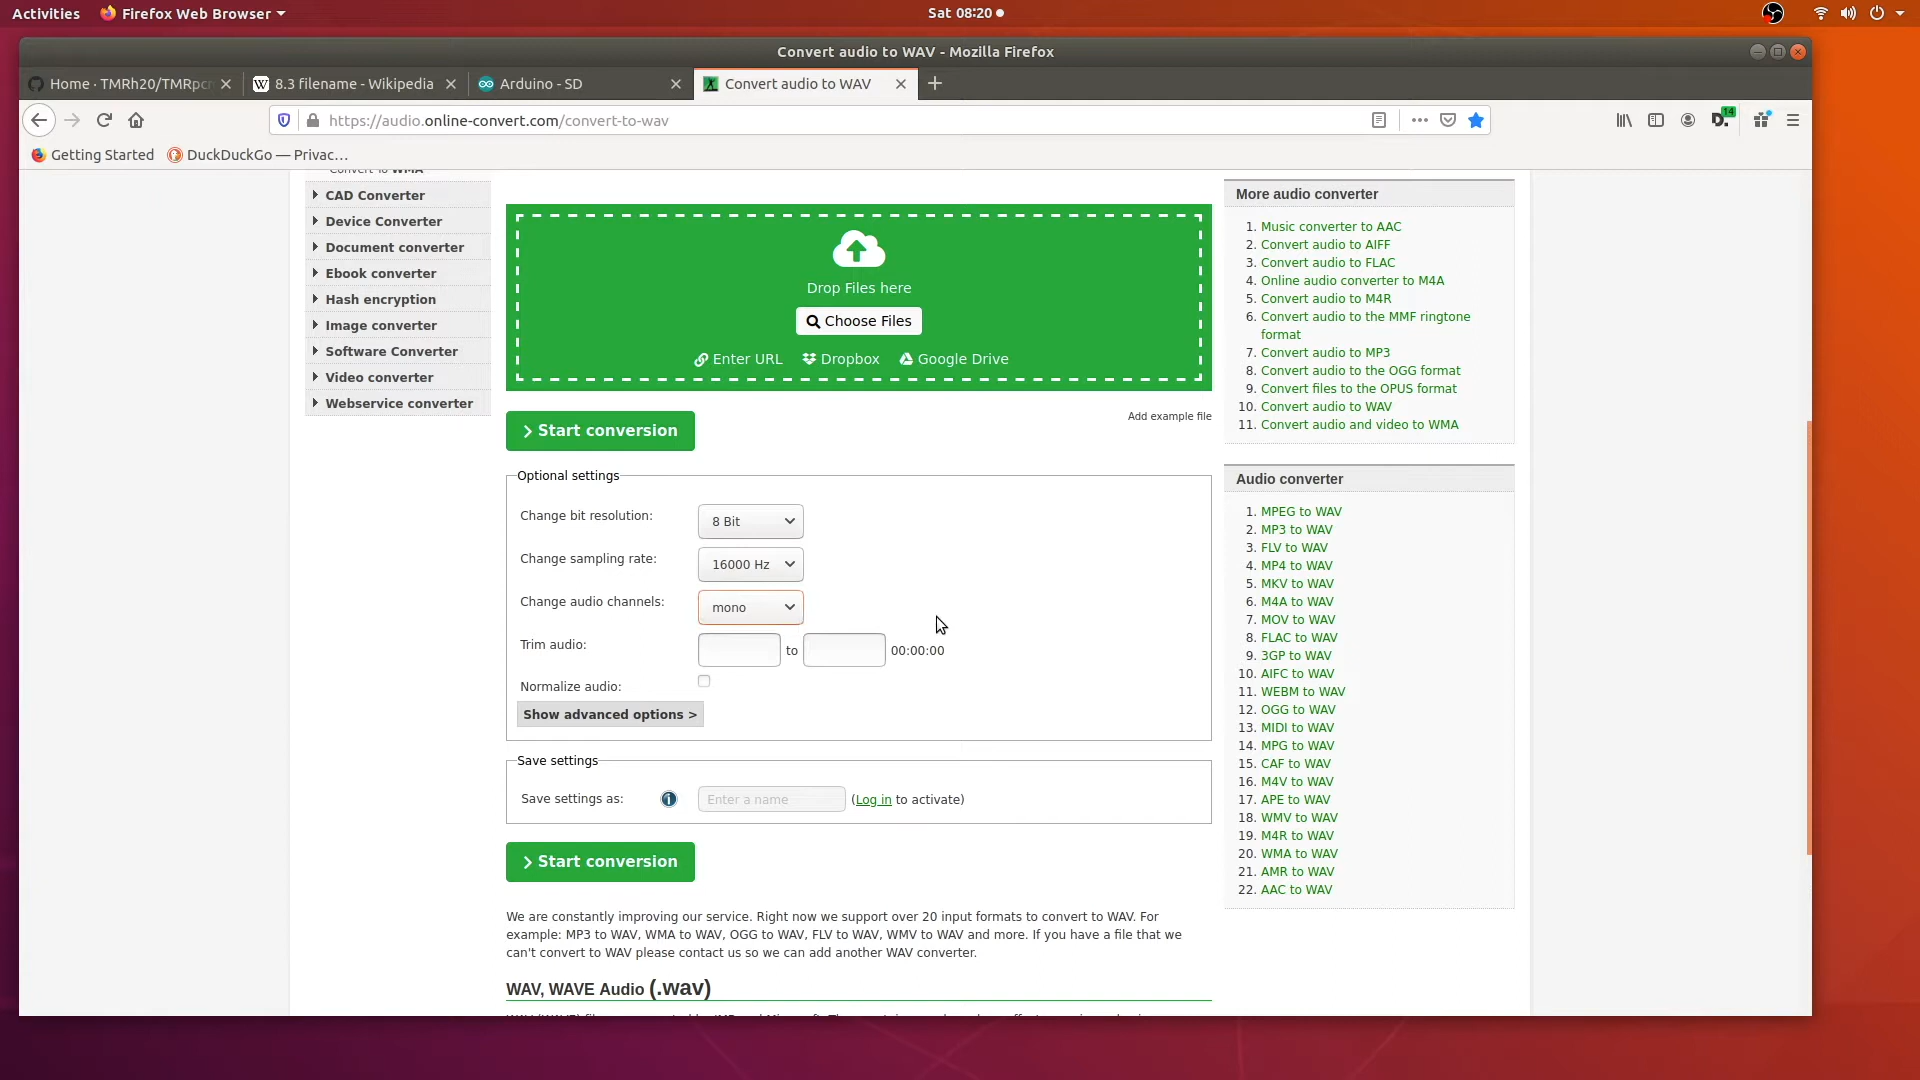 Activities
Firefox Web Browser
Sat 08:20
Convert audio to WAV - Mozilla Firefox
Home · TMRh20/TMRpcm
8.3 filename - Wikipedia
Arduino - SD
Convert audio to WAV
https://audio.online-convert.com/convert-to-wav
14
Getting Started
DuckDuckGo — Privac…
Convert to WMA
CAD Converter
Device Converter
Document converter
Ebook converter
Hash encryption
Image converter
Software Converter
Video converter
Webservice converter
Drop Files here
Choose Files
Enter URL
Dropbox
Google Drive
Start conversion
Add example file
Optional settings
Change bit resolution:
8 Bit
Change sampling rate:
16000 Hz
Change audio channels:
mono
Trim audio:
to
00:00:00
Normalize audio:
Show advanced options >
Save settings
Save settings as:
Enter a name
(Log in to activate)
Start conversion
We are constantly improving our service. Right now we support over 20 input formats to convert to WAV. For
example: MP3 to WAV, WMA to WAV, OGG to WAV, FLV to WAV, WMV to WAV and more. If you have a file that we
can't convert to WAV please contact us so we can add another WAV converter.
WAV, WAVE Audio (.wav)
More audio converter
1. Music converter to AAC
2. Convert audio to AIFF
3. Convert audio to FLAC
4. Online audio converter to M4A
5. Convert audio to M4R
6. Convert audio to the MMF ringtone
format
7. Convert audio to MP3
8. Convert audio to the OGG format
9. Convert files to the OPUS format
10. Convert audio to WAV
11. Convert audio and video to WMA
Audio converter
1. MPEG to WAV
2. MP3 to WAV
3. FLV to WAV
4. MP4 to WAV
5. MKV to WAV
6. M4A to WAV
7. MOV to WAV
8. FLAC to WAV
9. 3GP to WAV
10. AIFC to WAV
11. WEBM to WAV
12. OGG to WAV
13. MIDI to WAV
14. MPG to WAV
15. CAF to WAV
16. M4V to WAV
17. APE to WAV
18. WMV to WAV
19. M4R to WAV
20. WMA to WAV
21. AMR to WAV
22. AAC to WAV